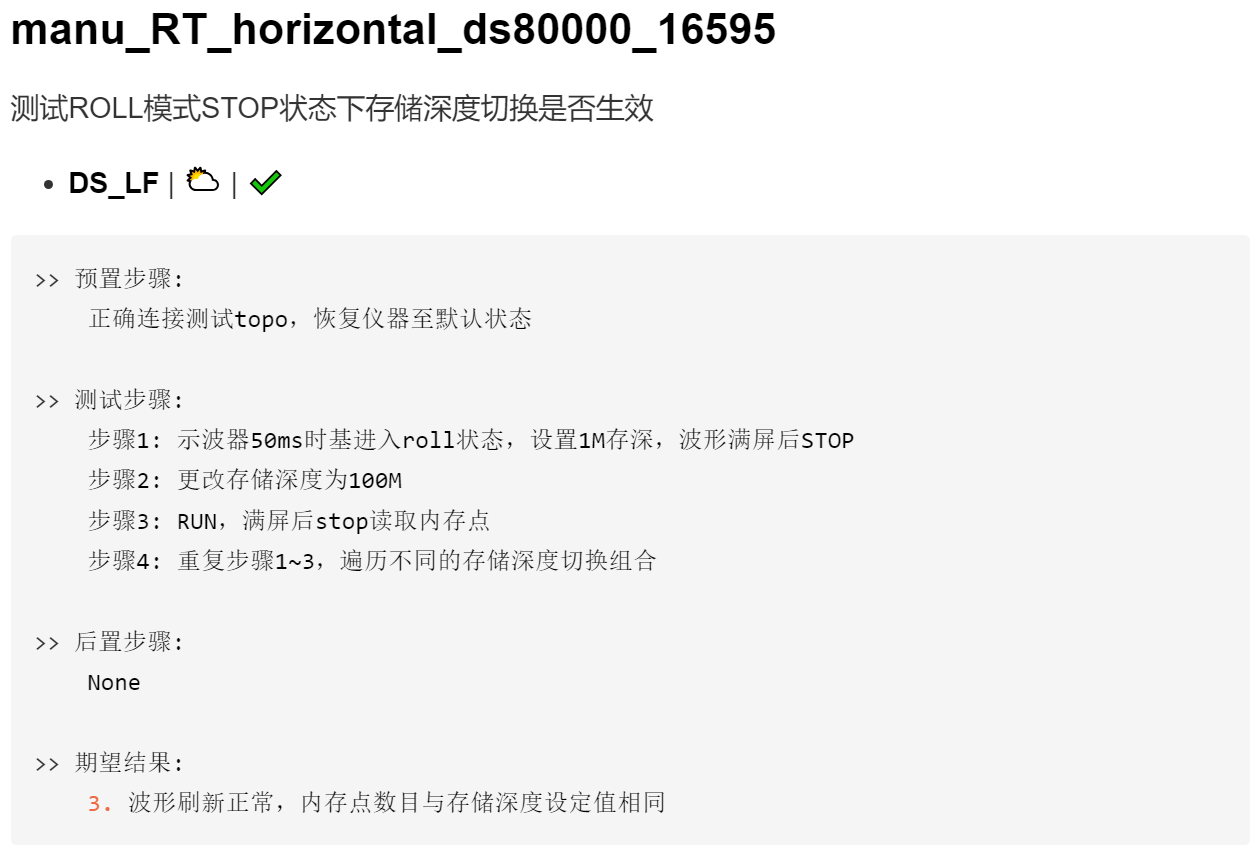 manu_RT_horizontal_ds80000_16595
测试ROLL模式STOP状态下存储深度切换是否生效
• DS_LF | 🌤 | ✔
>> 预置步骤:
正确连接测试topo，恢复仪器至默认状态
>> 测试步骤:
步骤1: 示波器50ms时基进入roll状态，设置1M存深，波形满屏后STOP
步骤2: 更改存储深度为100M
步骤3: RUN，满屏后stop读取内存点
步骤4: 重复步骤1~3，遍历不同的存储深度切换组合
>> 后置步骤:
None
>> 期望结果:
3. 波形刷新正常，内存点数目与存储深度设定值相同